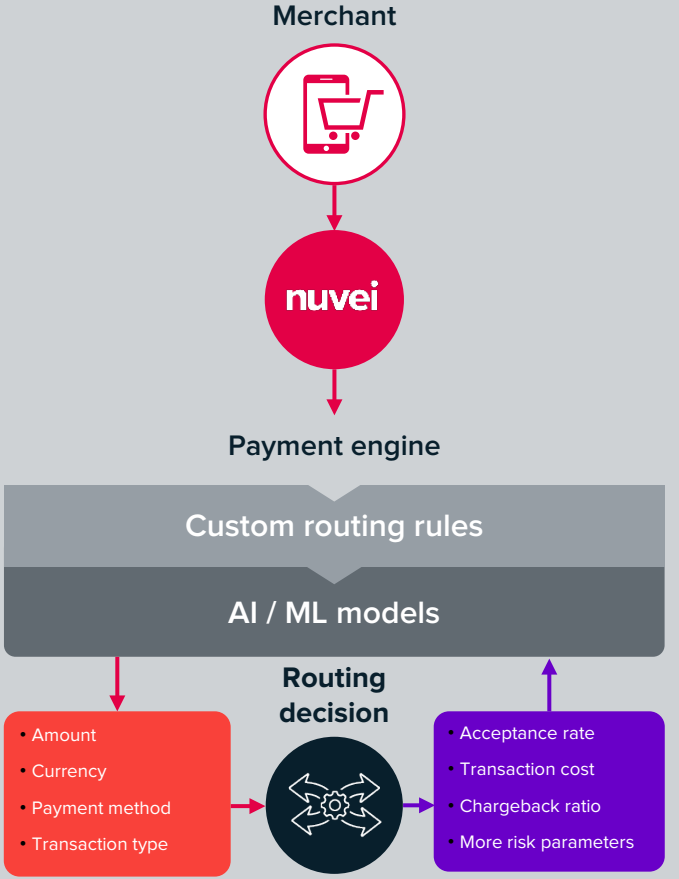 Merchant
nuvei
Payment engine
Custom routing rules
AI / ML models
Routing
decision
• Amount
• Currency
• Payment method
• Transaction type
• Acceptance rate
• Transaction cost
• Chargeback ratio
• More risk parameters